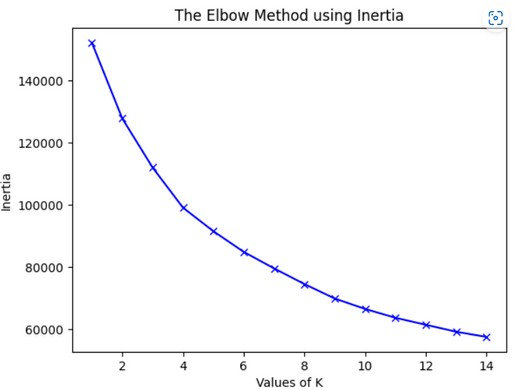 The Elbow Method using Inertia
140000
120000
100000
80000
60000
Inertia
2 4 6 8 10 12 14
Values of K